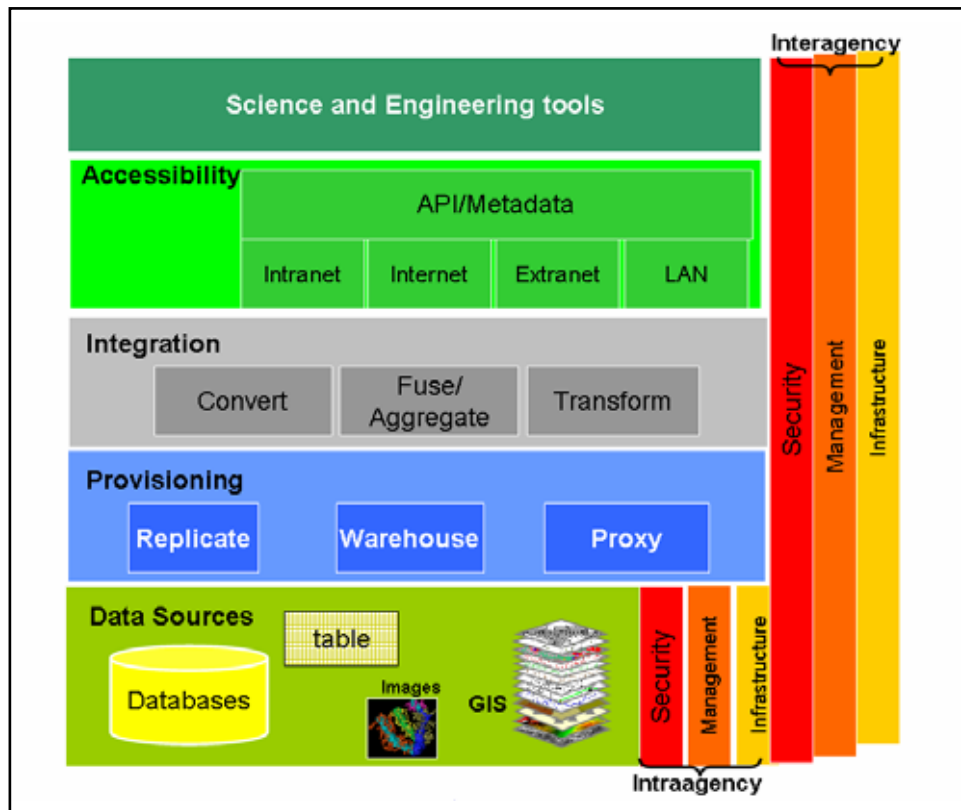 Interagency
Science and Engineering tools
Accessibility
API/Metadata
Intranet
Internet
Extranet
LAN
Integration
Convert
Fuse/
Aggregate
Transform
Provisioning
Replicate
Warehouse
Proxy
Data Sources
table
Databases
Images
GIS
Security
Management
Infrastructure
Intraagency
Security
Management
Infrastructure